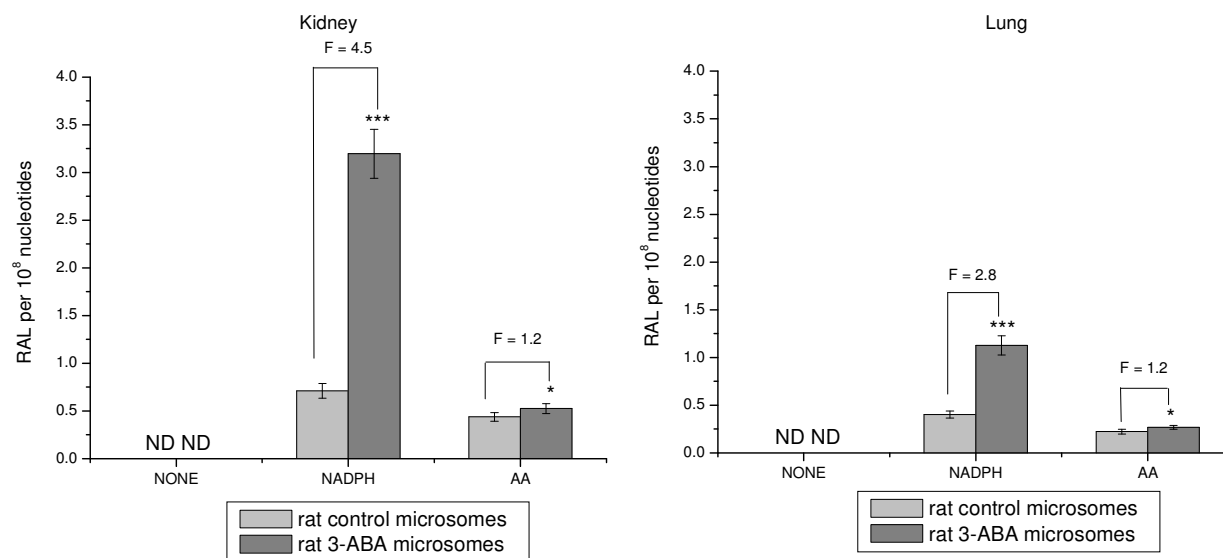 Kidney
F = 4.5
4.0
3.5
3.0
2.5
2.0
1.5
1.0
0.5
0.0
RAL per 10⁸ nucleotides
***
F = 1.2
*
ND ND
NONE NADPH AA
rat control microsomes
rat 3-ABA microsomes
Lung
4.0
3.5
3.0
2.5
2.0
1.5
1.0
0.5
0.0
RAL per 10⁸ nucleotides
F = 2.8
***
F = 1.2
*
ND ND
NONE NADPH AA
rat control microsomes
rat 3-ABA microsomes